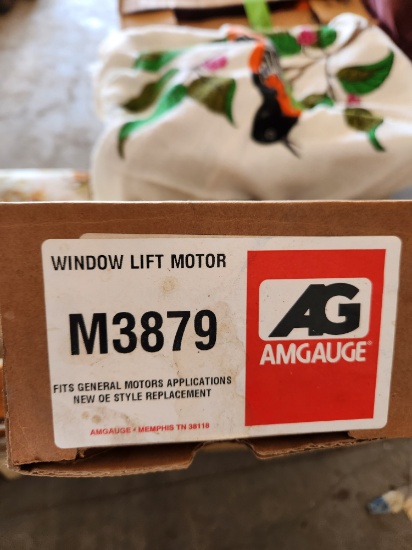 WINDOW LIFT MOTOR
M3879
FITS GENERAL MOTORS APPLICATIONS
NEW OE STYLE REPLACEMENT
AMGAUGE • MEMPHIS TN 38118
AG
AMGAUGE®